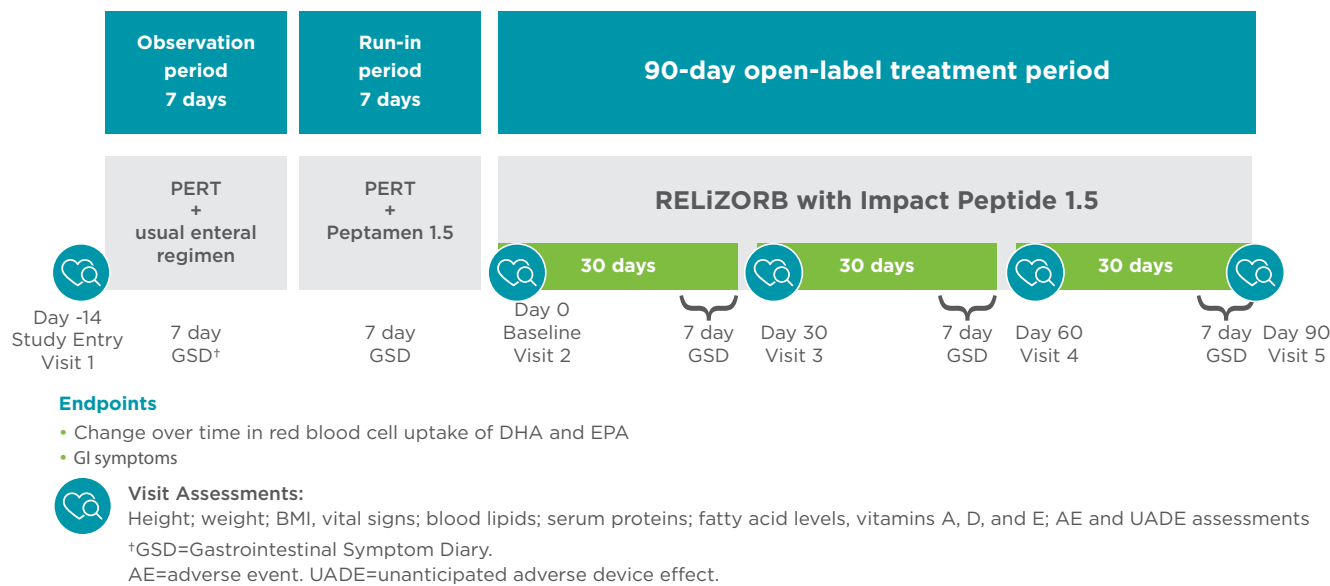 Observation
period
7 days
Run-in
period
7 days
90-day open-label treatment period
PERT
+
usual enteral
regimen
PERT
+
Peptamen 1.5
RELiZORB with Impact Peptide 1.5
30 days
30 days
30 days
Day -14
Study Entry
Visit 1
7 day
GSD†
7 day
GSD
Day 0
Baseline
Visit 2
7 day
GSD
Day 30
Visit 3
7 day
GSD
Day 60
Visit 4
7 day
GSD
Day 90
Visit 5
Endpoints
• Change over time in red blood cell uptake of DHA and EPA
• GI symptoms
Visit Assessments:
Height; weight; BMI, vital signs; blood lipids; serum proteins; fatty acid levels, vitamins A, D, and E; AE and UADE assessments
†GSD=Gastrointestinal Symptom Diary.
AE=adverse event. UADE=unanticipated adverse device effect.